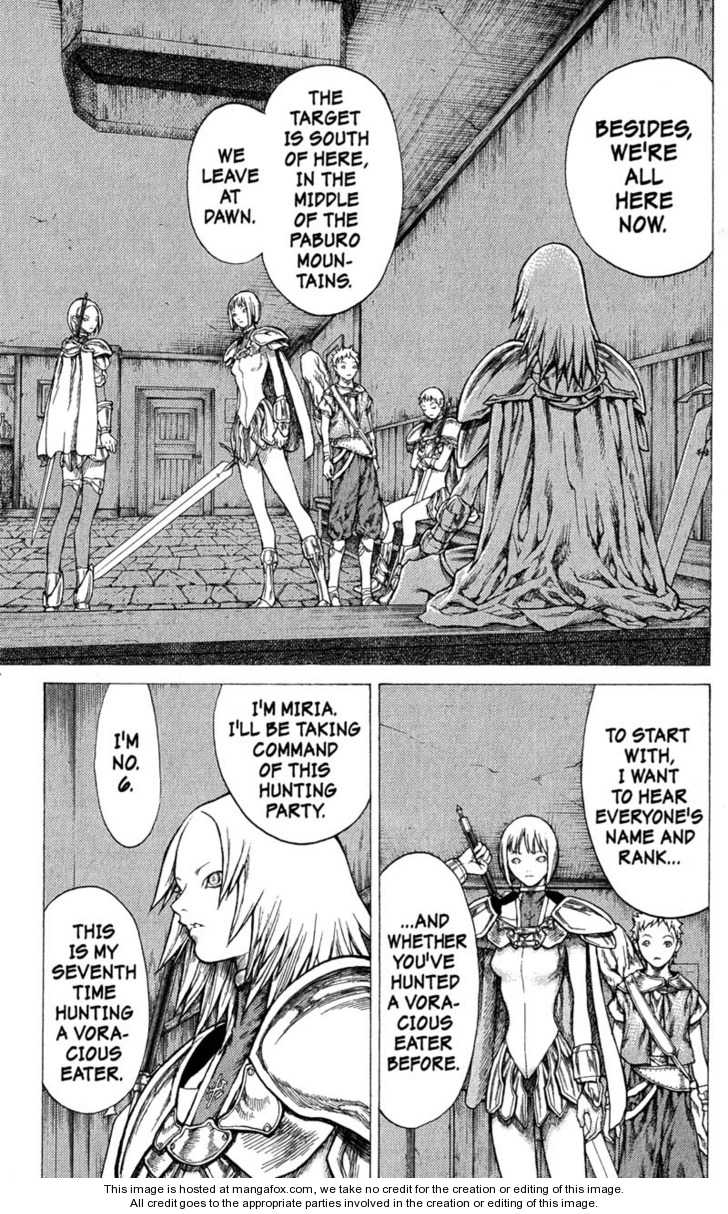 BESIDES,
WE'RE
ALL
HERE
NOW.
THE
TARGET
IS SOUTH
OF HERE,
IN THE
MIDDLE
OF THE
PABURO
MOUN-
TAINS.
WE
LEAVE
AT
DAWN.
TO START
WITH,
I WANT
TO HEAR
EVERYONE'S
NAME AND
RANK...
...AND
WHETHER
YOU'VE
HUNTED
A VORA-
CIOUS
EATER
BEFORE.
I'M MIRIA.
I'LL BE TAKING
COMMAND
OF THIS
HUNTING
PARTY.
I'M
NO.
6.
THIS
IS MY
SEVENTH
TIME
HUNTING
A VORA-
CIOUS
EATER.
This image is hosted at mangafox.com, we take no credit for the creation or editing of this image.
All credit goes to the appropriate parties involved in the creation or editing of this image.